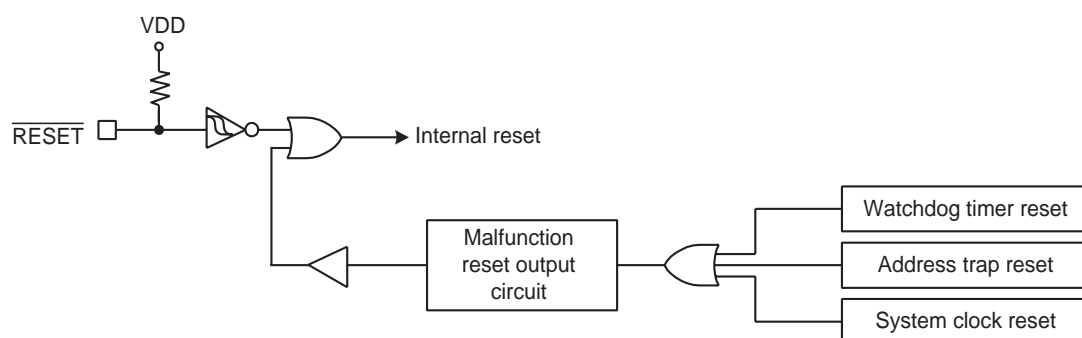 VDD
RESET
Internal reset
Malfunction
reset output
circuit
Watchdog timer reset
Address trap reset
System clock reset